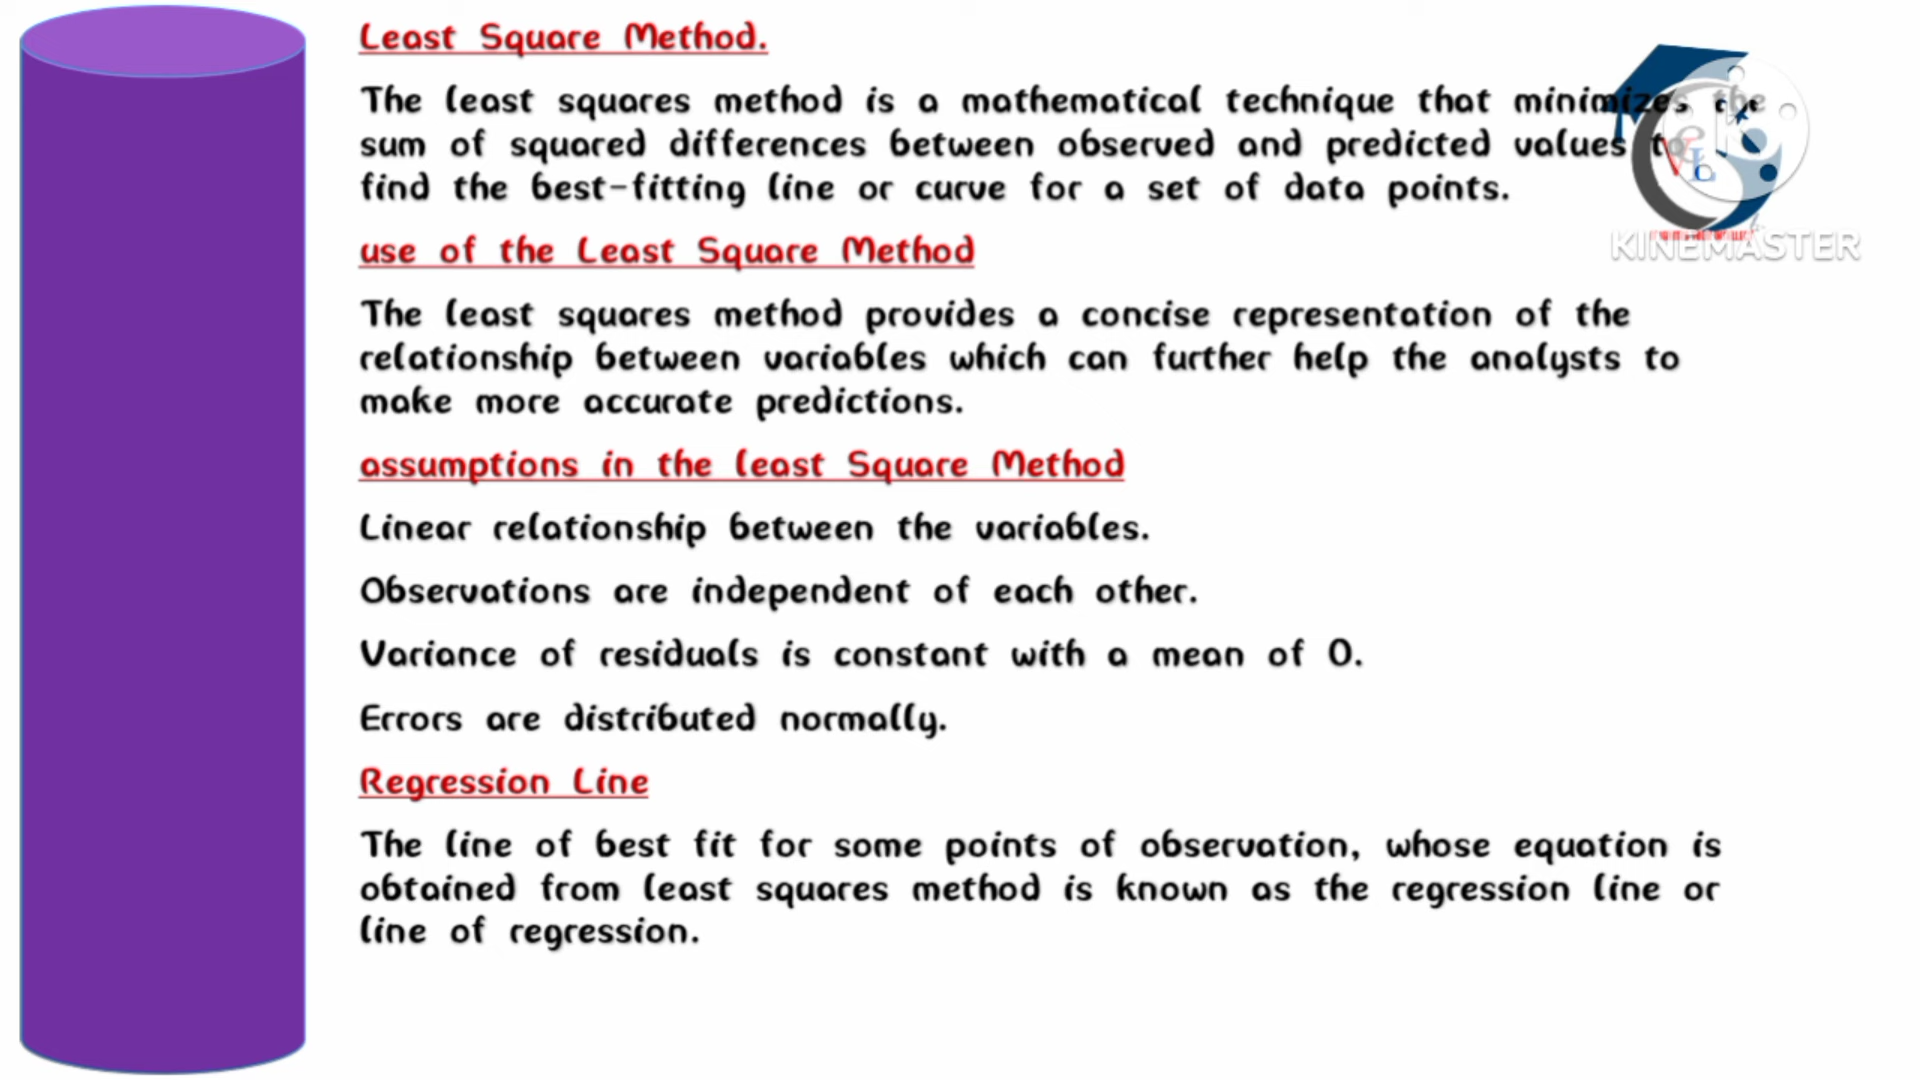 Least Square Method.
The least squares method is a mathematical technique that minimizes the
sum of squared differences between observed and predicted values to
find the best-fitting line or curve for a set of data points.
use of the Least Square Method
The least squares method provides a concise representation of the
relationship between variables which can further help the analysts to
make more accurate predictions.
assumptions in the least Square Method
Linear relationship between the variables.
Observations are independent of each other.
Variance of residuals is constant with a mean of 0.
Errors are distributed normally.
Regression Line
The line of best fit for some points of observation, whose equation is
obtained from least squares method is known as the regression line or
line of regression.
KINEMASTER